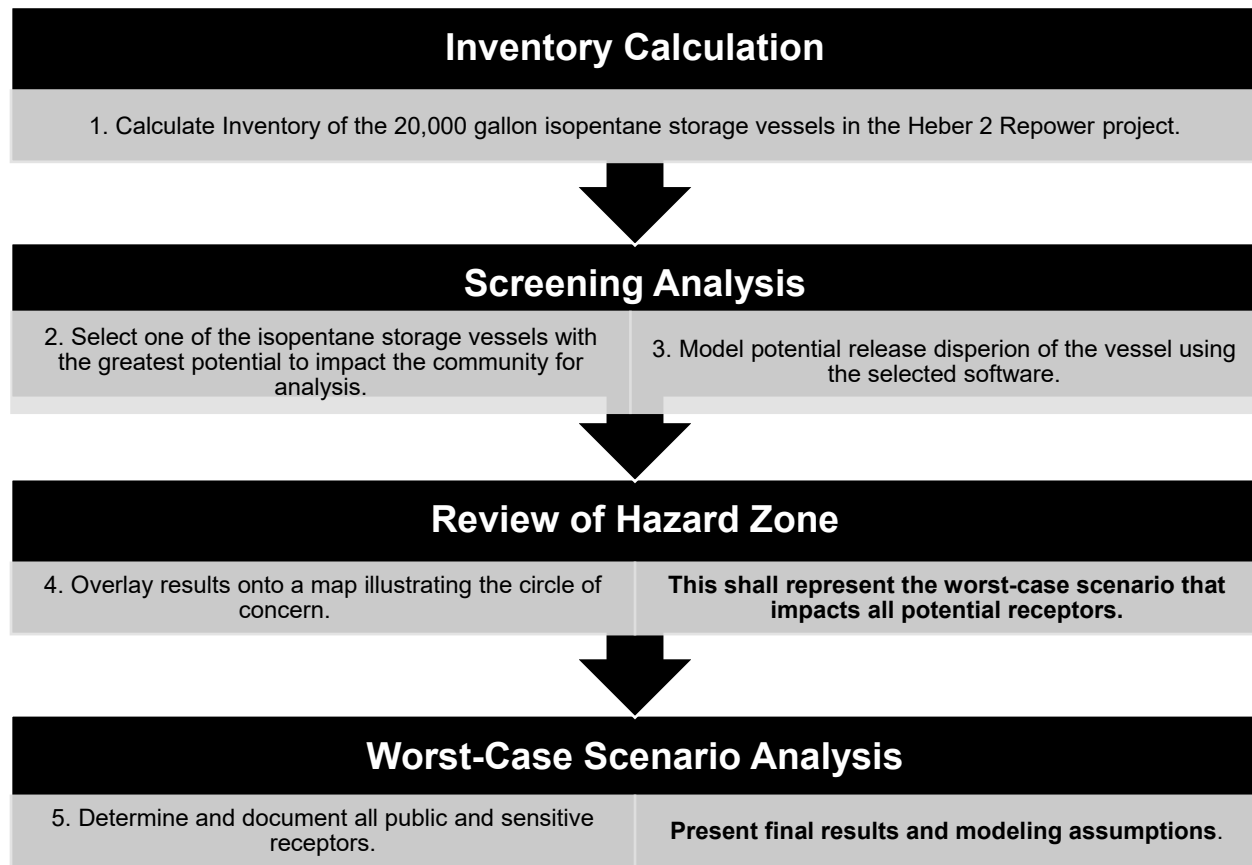 Inventory Calculation
1. Calculate Inventory of the 20,000 gallon isopentane storage vessels in the Heber 2 Repower project.
Screening Analysis
2. Select one of the isopentane storage vessels with
the greatest potential to impact the community for
analysis.
3. Model potential release disperion of the vessel using
the selected software.
Review of Hazard Zone
4. Overlay results onto a map illustrating the circle of
concern.
This shall represent the worst-case scenario that
impacts all potential receptors.
Worst-Case Scenario Analysis
5. Determine and document all public and sensitive
receptors.
Present final results and modeling assumptions.